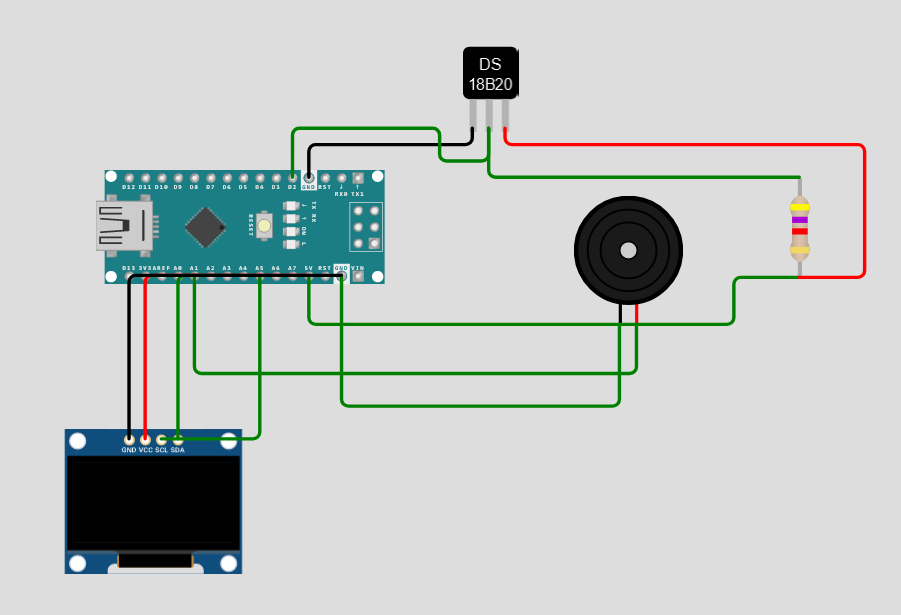 DS
18B20
D12 D11 D10 D9 D8 D7 D6 D5 D4 D3 D2 GND RST RX0 TX1
RESET
TX RX ON L
D13 3V3 AREF A0 A1 A2 A3 A4 A5 A6 A7 5V RST GND VIN
GND VCC SCL SDA